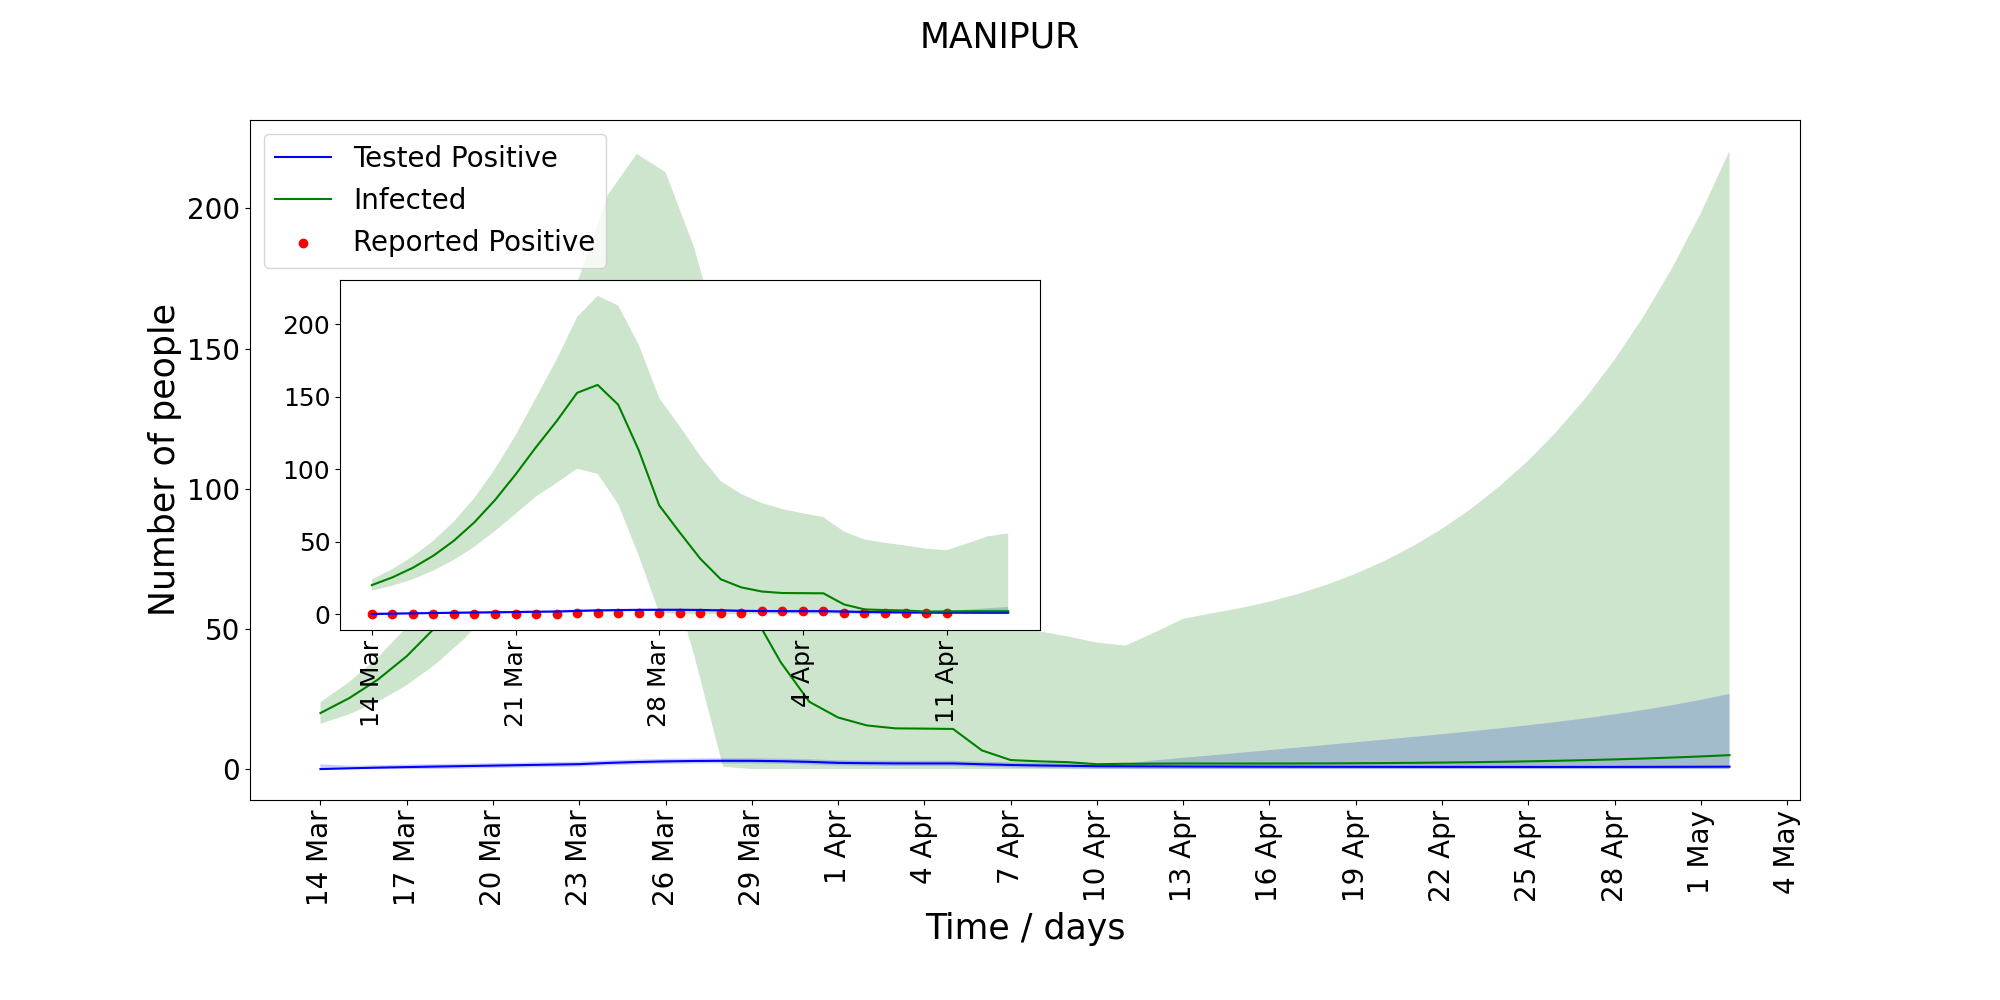 MANIPUR
Tested Positive
Infected
Reported Positive
Number of people
200
150
100
50
0
200
150
100
50
0
14 Mar
21 Mar
28 Mar
4 Apr
11 Apr
14 Mar
17 Mar
20 Mar
23 Mar
26 Mar
29 Mar
1 Apr
4 Apr
7 Apr
10 Apr
13 Apr
16 Apr
19 Apr
22 Apr
25 Apr
28 Apr
1 May
4 May
Time / days